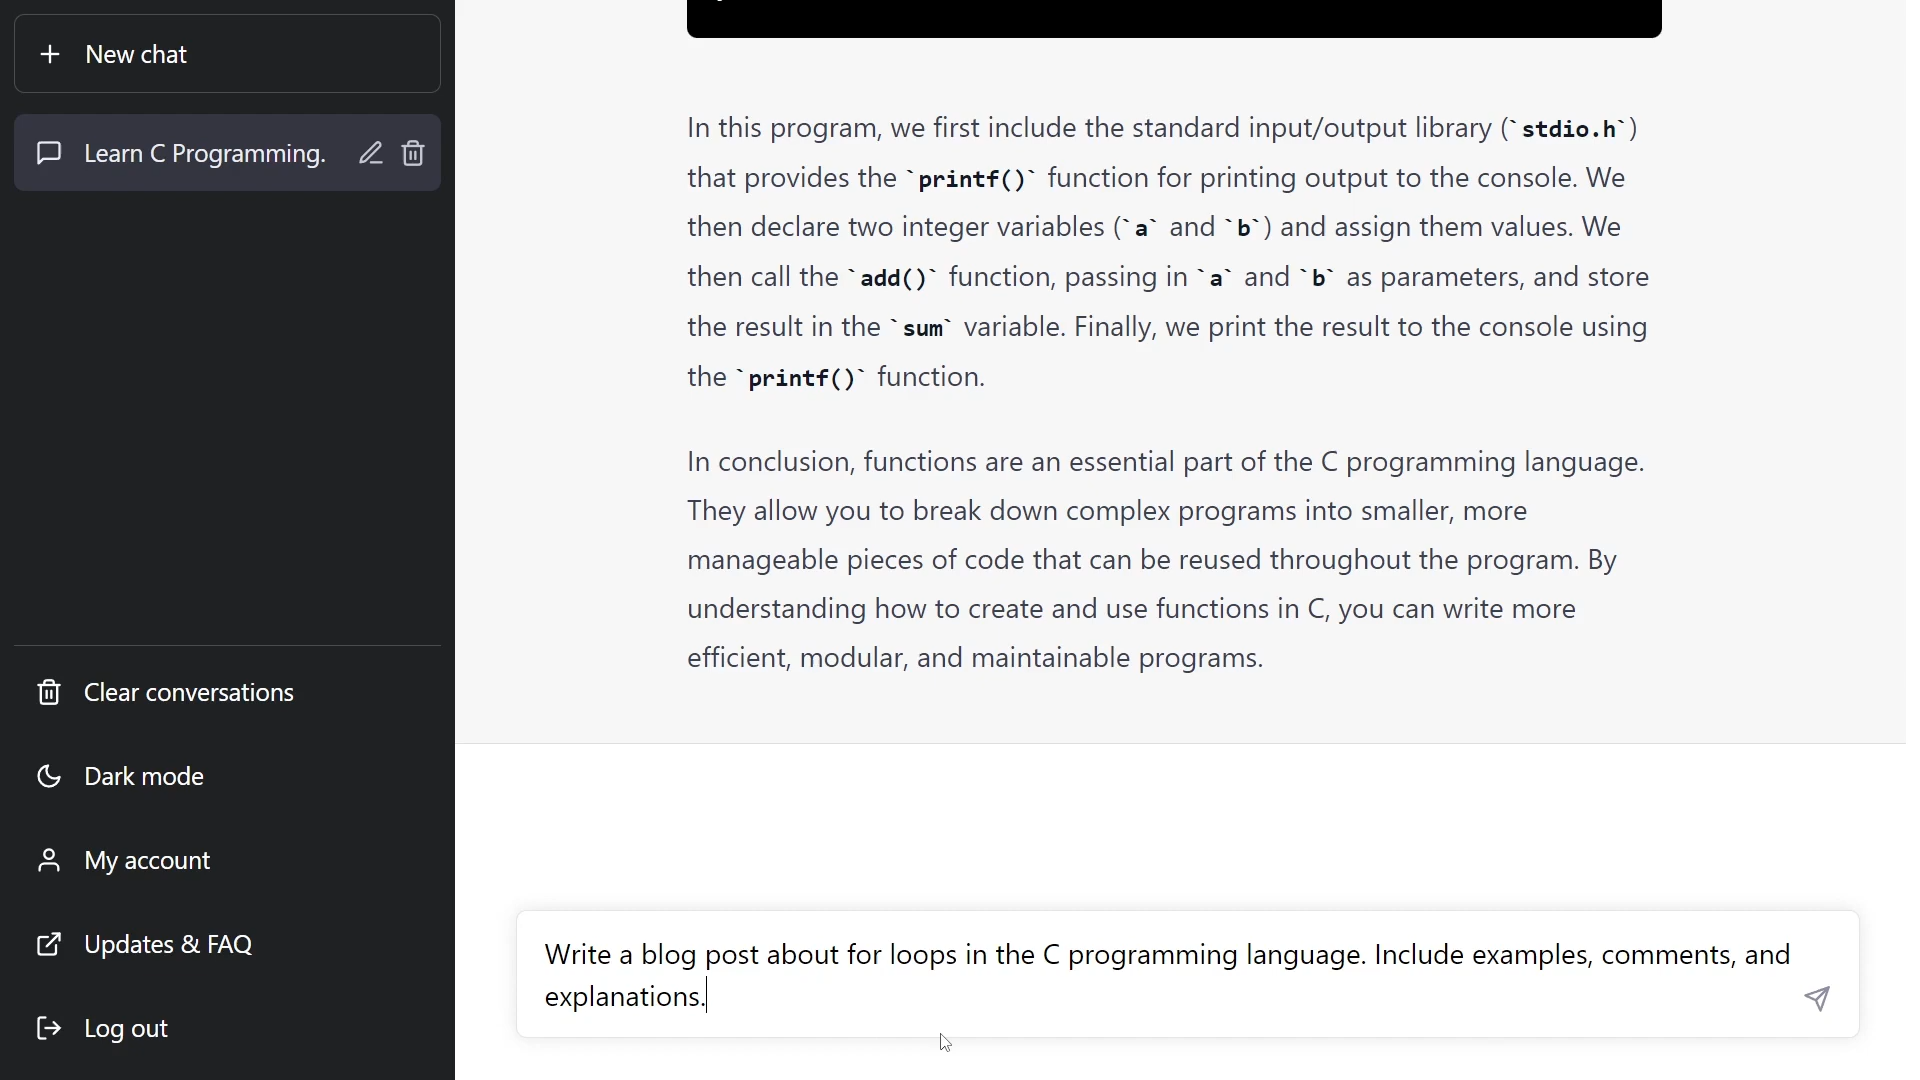 New chat
Learn C Programming.
Clear conversations
Dark mode
My account
Updates & FAQ
Log out
In this program, we first include the standard input/output library (`stdio.h`)
that provides the `printf()` function for printing output to the console. We
then declare two integer variables (`a` and `b`) and assign them values. We
then call the `add()` function, passing in `a` and `b` as parameters, and store
the result in the `sum` variable. Finally, we print the result to the console using
the `printf()` function.
In conclusion, functions are an essential part of the C programming language.
They allow you to break down complex programs into smaller, more
manageable pieces of code that can be reused throughout the program. By
understanding how to create and use functions in C, you can write more
efficient, modular, and maintainable programs.
Write a blog post about for loops in the C programming language. Include examples, comments, and
explanations.